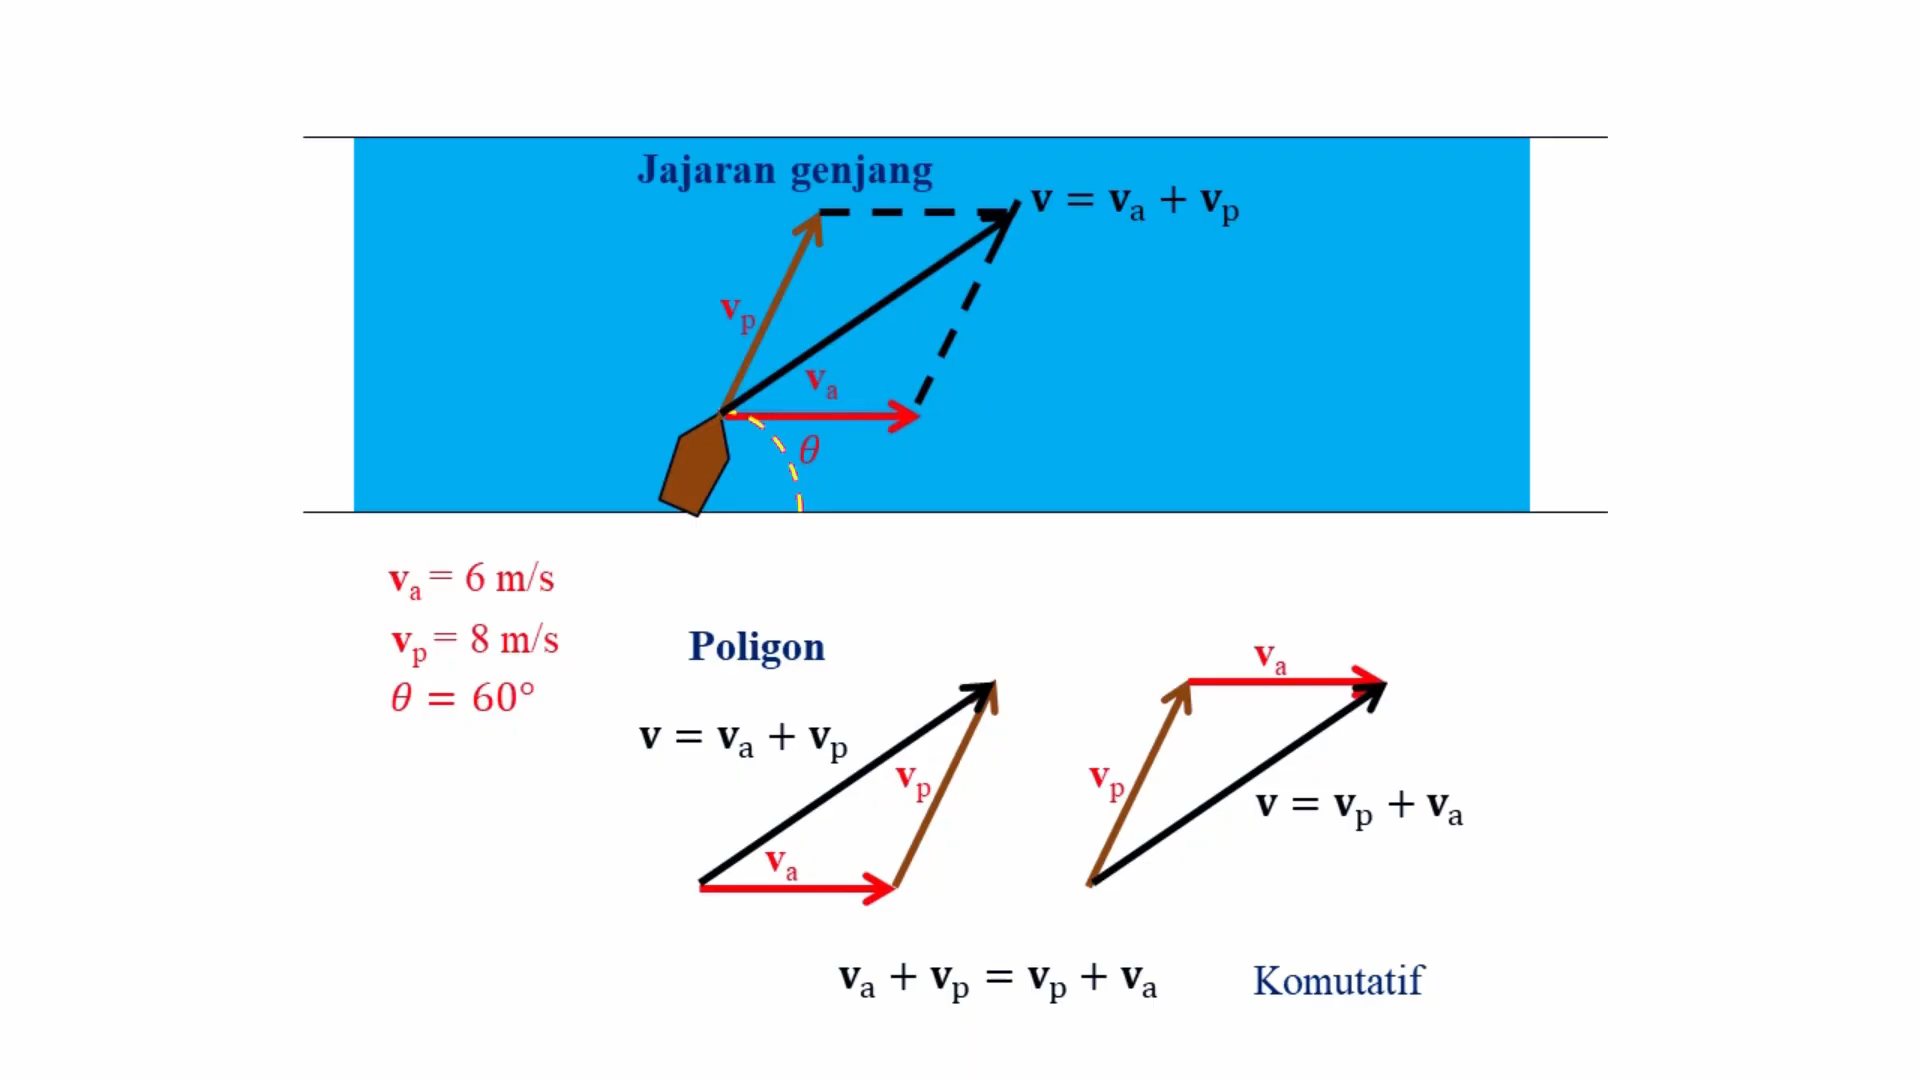 Jajaran genjang
v = vₐ + vₚ
vₚ
vₐ
θ
vₐ = 6 m/s
vₚ = 8 m/s
θ = 60°
Poligon
v = vₐ + vₚ
vₚ
vₐ
vₐ
vₚ
v = vₚ + vₐ
vₐ + vₚ = vₚ + vₐ
Komutatif